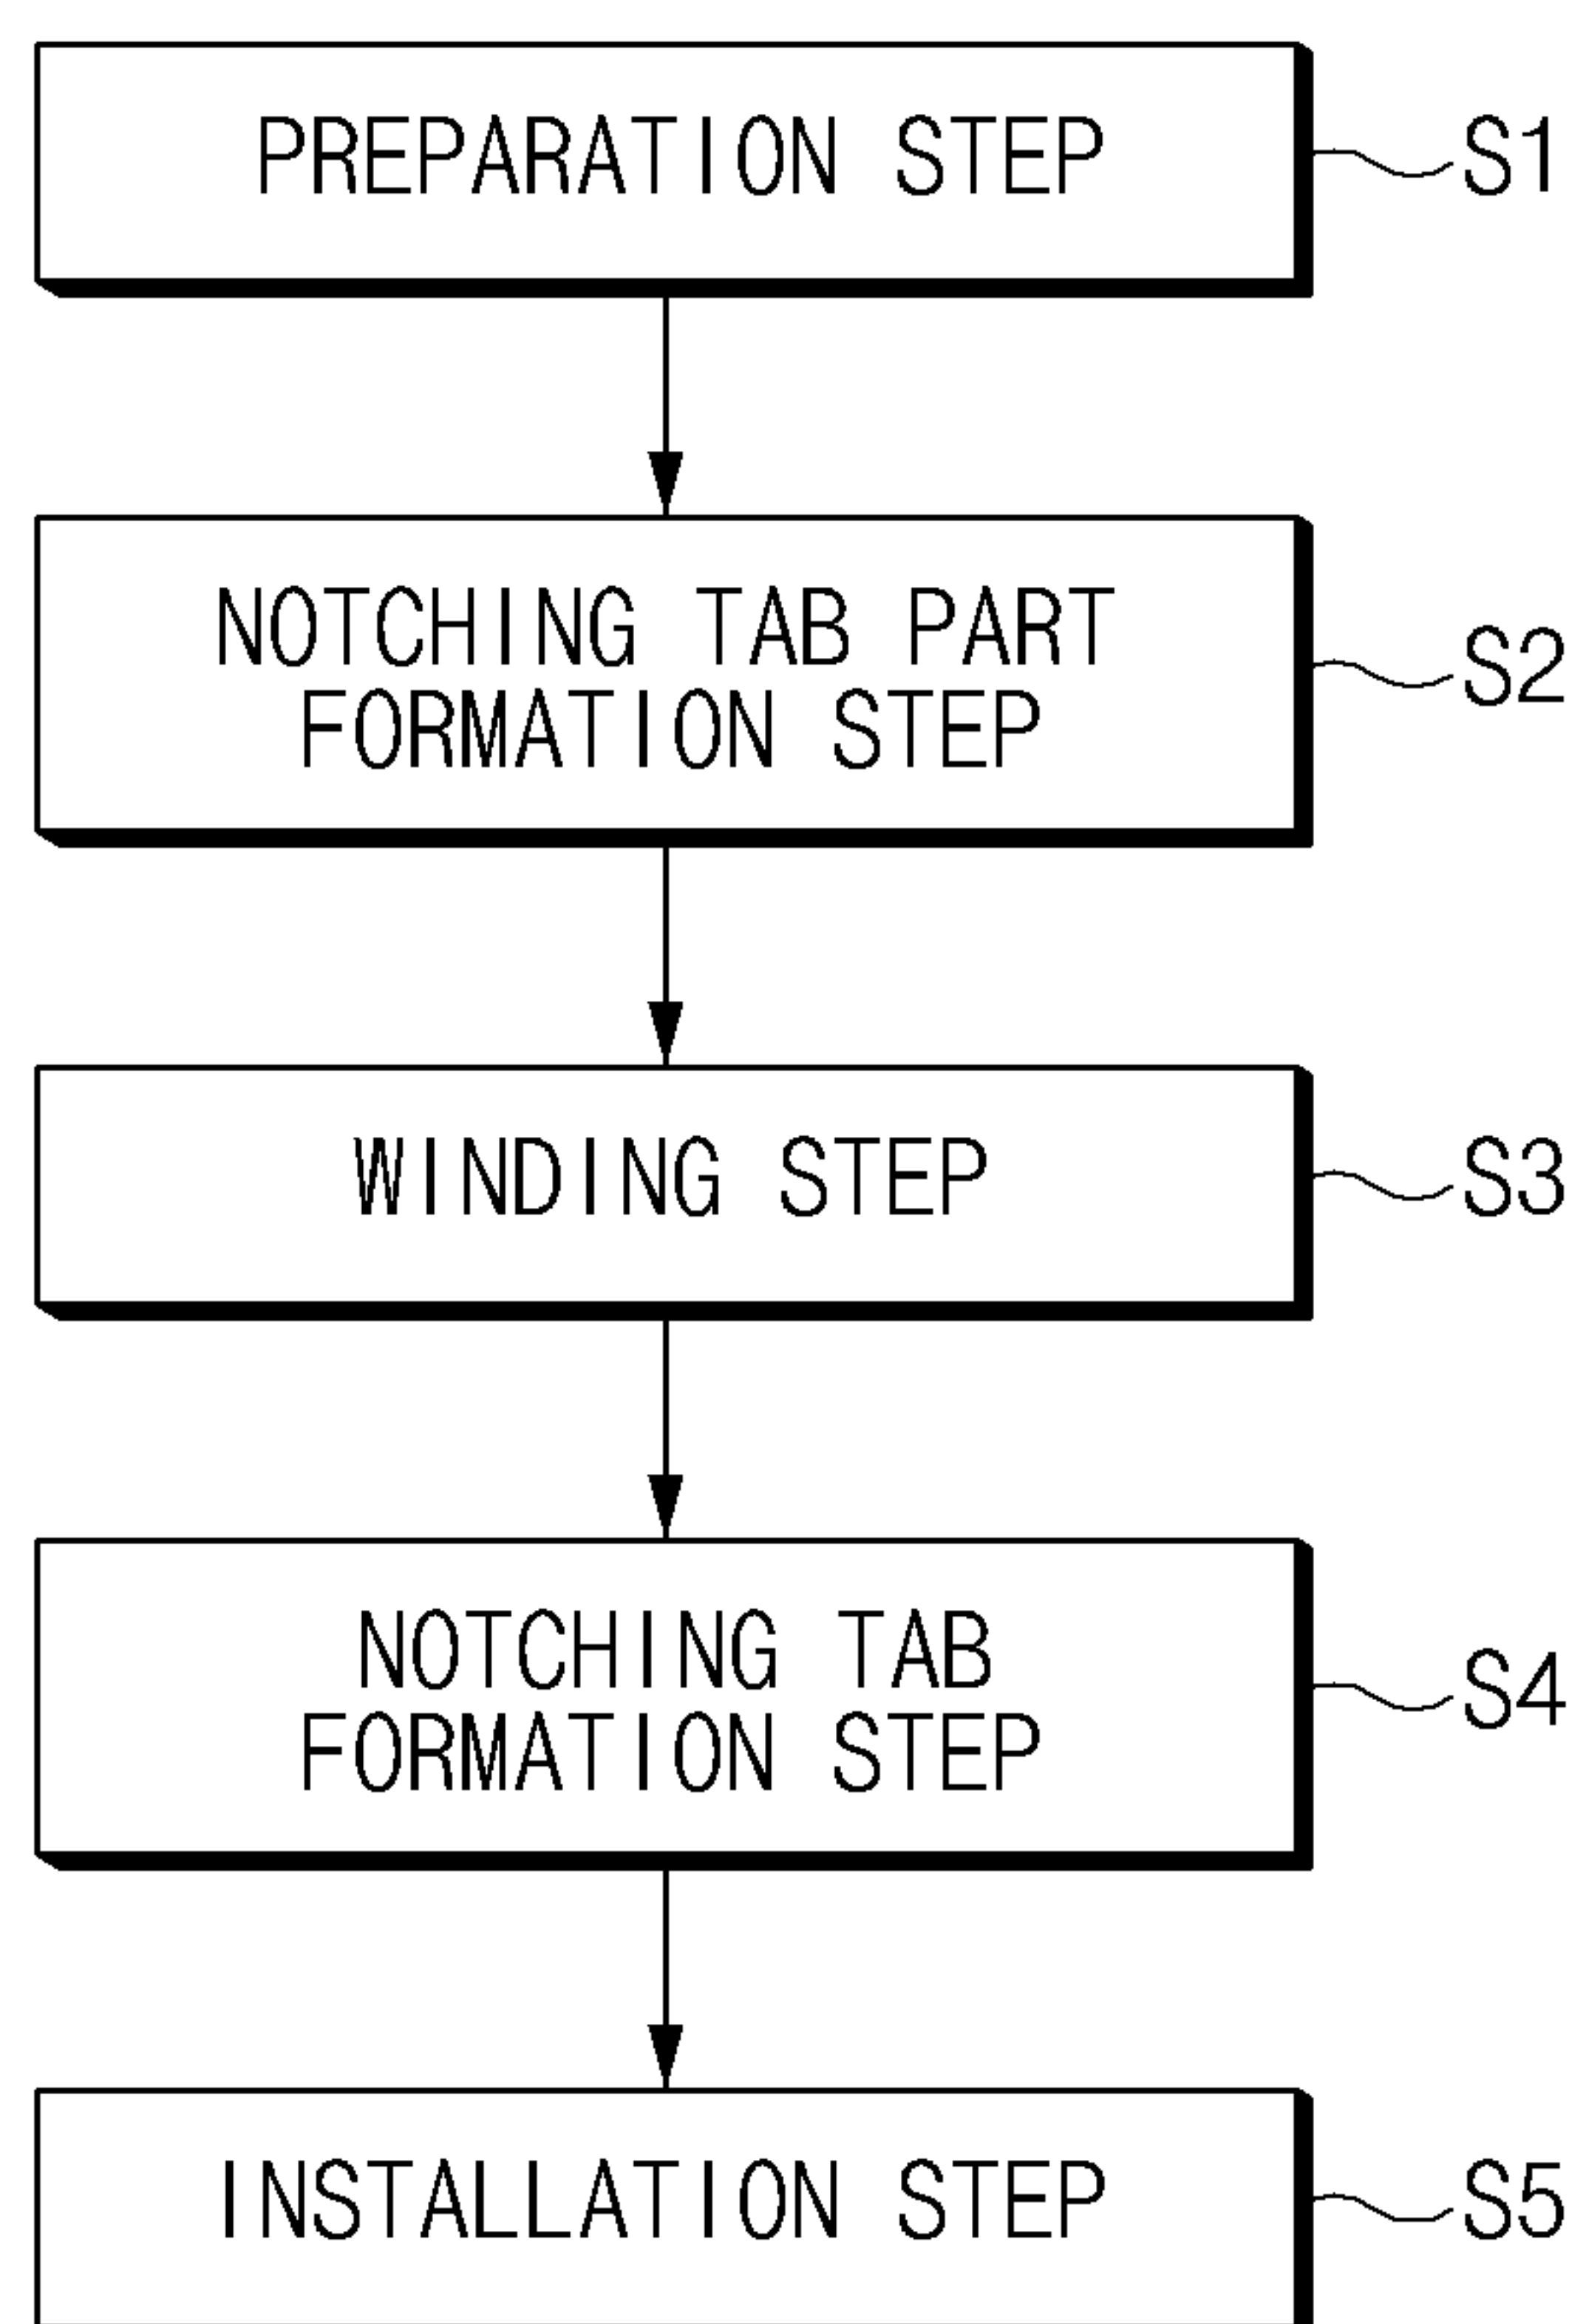 PREPARATION STEP
S1
NOTCHING TAB PART
FORMATION STEP
S2
WINDING STEP
S3
NOTCHING TAB
FORMATION STEP
S4
INSTALLATION STEP
S5